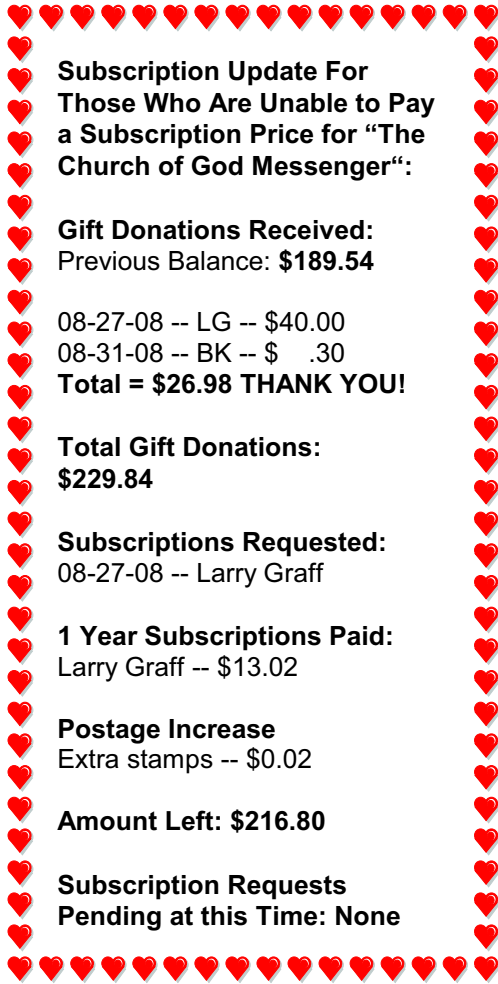 Subscription Update For
Those Who Are Unable to Pay
a Subscription Price for “The
Church of God Messenger“:
Gift Donations Received:
Previous Balance: $189.54
08-27-08 -- LG -- $40.00
08-31-08 -- BK -- $    .30
Total = $26.98 THANK YOU!
Total Gift Donations:
$229.84
Subscriptions Requested:
08-27-08 -- Larry Graff
1 Year Subscriptions Paid:
Larry Graff -- $13.02
Postage Increase
Extra stamps -- $0.02
Amount Left: $216.80
Subscription Requests
Pending at this Time: None